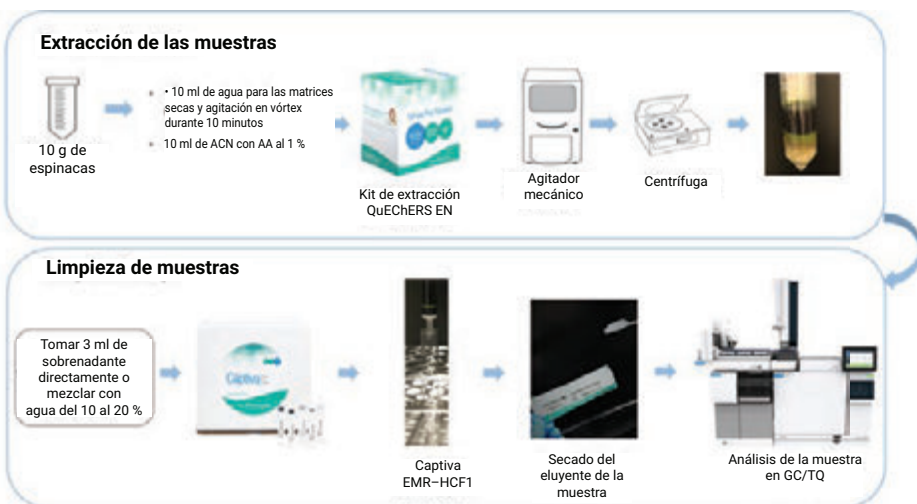 Extracción de las muestras
10 g de
espinacas
• 10 ml de agua para las matrices
secas y agitación en vórtex
durante 10 minutos
10 ml de ACN con AA al 1 %
Kit de extracción
QuEChERS EN
Agitador
mecánico
Centrífuga
Limpieza de muestras
Tomar 3 ml de
sobrenadante
directamente o
mezclar con
agua del 10 al 20 %
Captiva
Captiva
EMR–HCF1
Secado del
eluyente de la
muestra
Análisis de la muestra
en GC/TQ